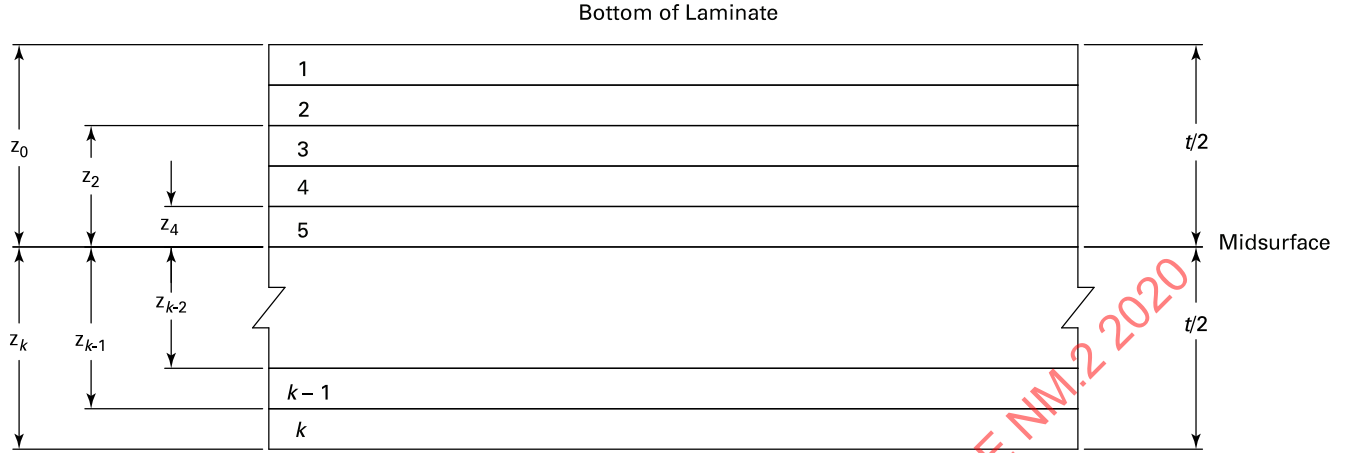 Bottom of Laminate
1
2
3
4
5
k – 1
k
z0
z2
z4
zk-2
zk-1
zk
t/2
Midsurface
t/2
NM.2 2020